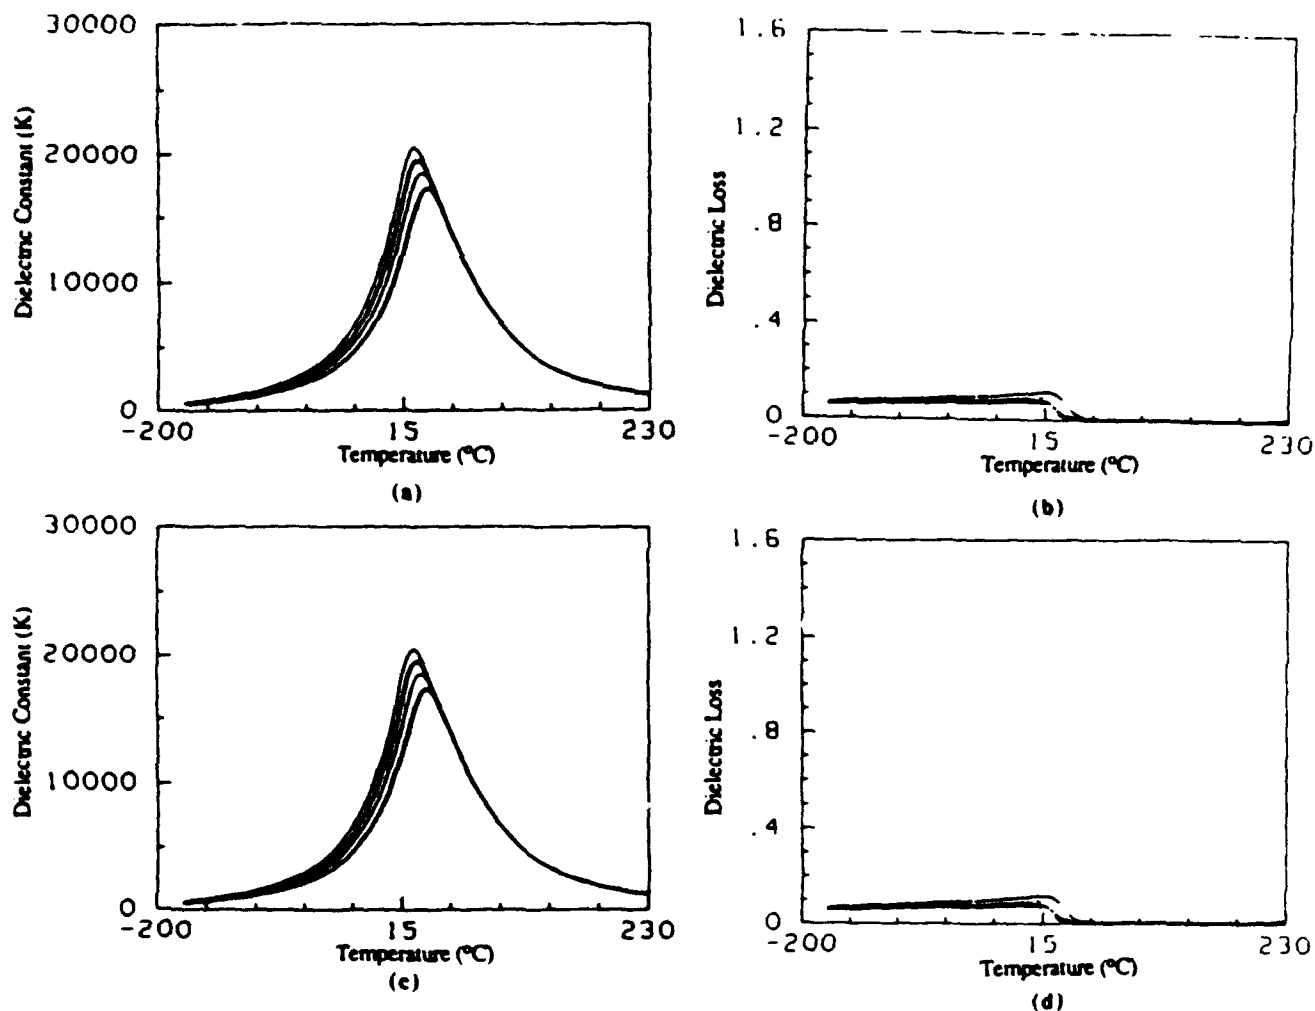 30000
20000
10000
0
-200
15
230
Dielectric Constant (K)
Temperature (°C)
(a)
1.6
1.2
.8
.4
0
-200
15
230
Dielectric Loss
Temperature (°C)
(b)
30000
20000
10000
0
-200
15
230
Dielectric Constant (K)
Temperature (°C)
(c)
1.6
1.2
.8
.4
0
-200
15
230
Dielectric Loss
Temperature (°C)
(d)